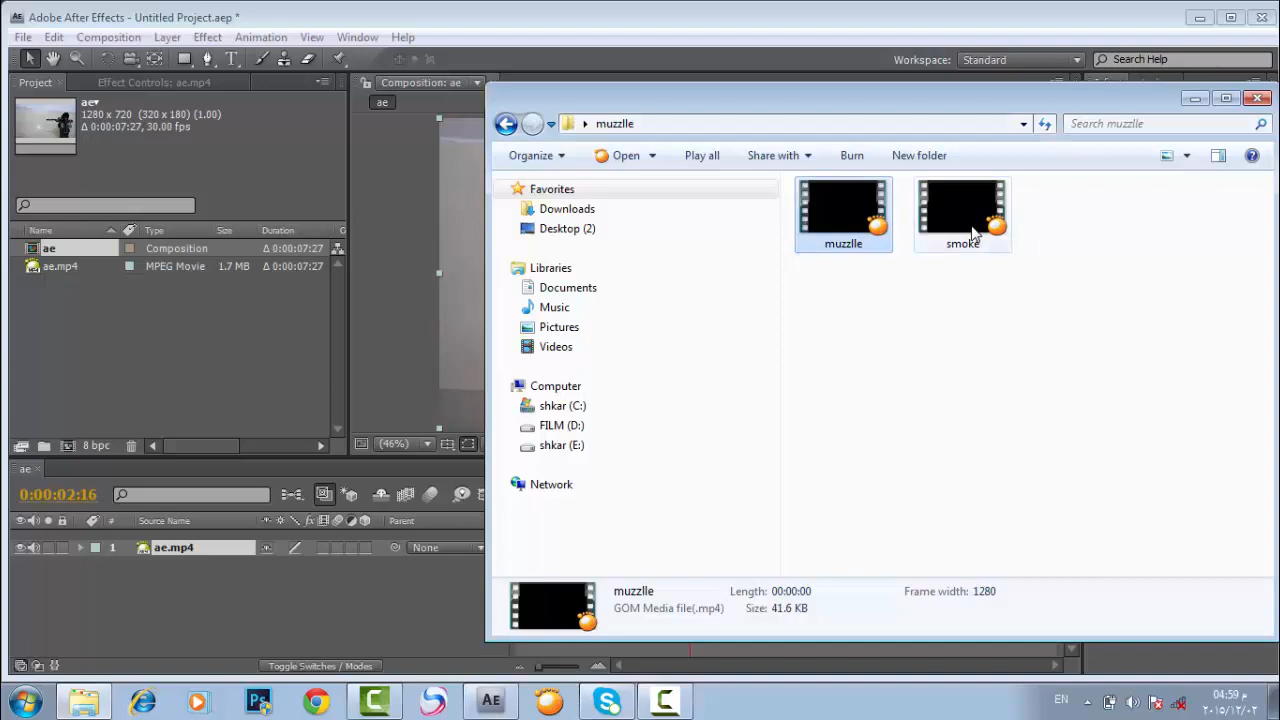 Adobe After Effects - Untitled Project.aep *
File Edit Composition Layer Effect Animation View Window Help
Workspace: Standard Search Help
Project Effect Controls: ae.mp4 Composition: ae
ae
ae▾
1280 x 720 (320 x 180) (1.00)
Δ 0:00:07:27, 30.00 fps
Name Type Size Duration
ae Composition Δ 0:00:07:27
ae.mp4 MPEG Movie 1.7 MB Δ 0:00:07:27
8 bpc
(46%)
muzzlle
Search muzzlle
Organize Open Play all Share with Burn New folder
Favorites
Downloads
Desktop (2)
Libraries
Documents
Music
Pictures
Videos
Computer
shkar (C:)
FILM (D:)
shkar (E:)
Network
muzzlle smoke
muzzlle Length: 00:00:00 Frame width: 1280
GOM Media file(.mp4) Size: 41.6 KB
ae
0:00:02:16
# Source Name Parent
1 ae.mp4 None
Toggle Switches / Modes
Ps AE EN
04:59 م
٢٠١٥/١٢/٠٢